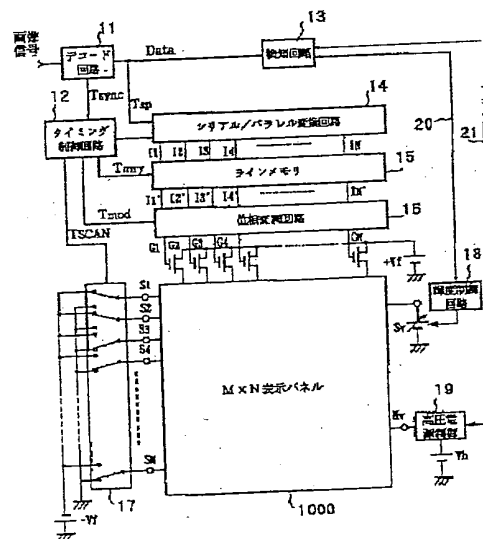 画像
信号
11
デコード
回路
Data
13
検知回路
Tsync
Tsp
14
12
タイミング
制御回路
シリアル/パラレル変換回路
20
21
I1 I2 I3 I4 IN
Tmry
15
ラインメモリ
I1' I2' I3' I4' IN'
Tmod
16
位相変調回路
TSCAN
G1 G2 G3 G4 GN
+Vf
18
輝度制御
回路
S1
S2
S3
S4
Sv
M×N表示パネル
19
高圧電
源制御
Hv
Vh
SM
17
-Vf
1000